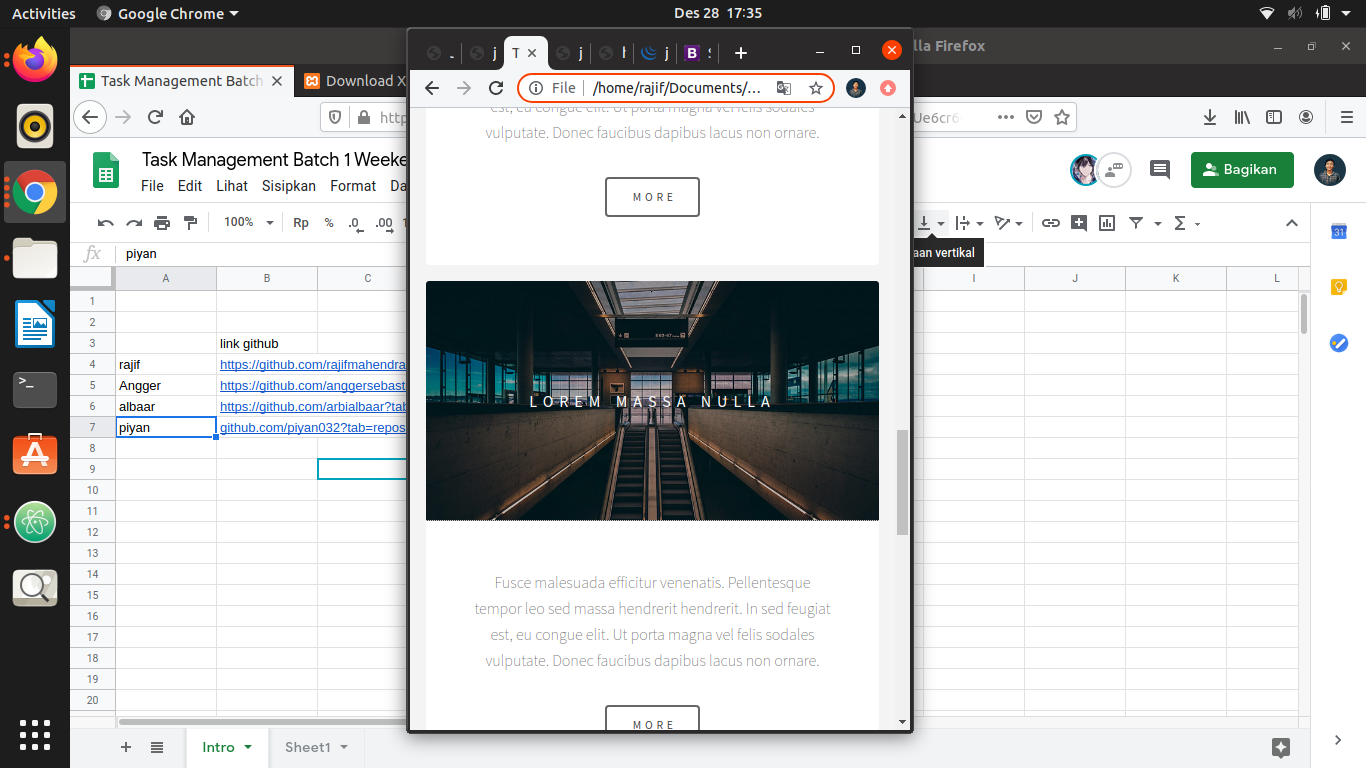 Activities
Google Chrome
Des 28 17:35
lla Firefox
Task Management Batch
Download X
File
/home/rajif/Documents/...
http
Ue6cr6
Task Management Batch 1 Weeke
File Edit Lihat Sisipkan Format Da
Bagikan
100% Rp % .0 .00 1
aan vertikal
fx piyan
A B C I J K L
1
2
3 link github
4 rajif https://github.com/rajifmahendra
5 Angger https://github.com/anggersebast
6 albaar https://github.com/arbialbaar?tab
7 piyan github.com/piyan032?tab=repos
8
9
10
11
12
13
14
15
16
17
18
19
20
Intro Sheet1
est, eu congue elit. Ut porta magna vel felis sodales
vulputate. Donec faucibus dapibus lacus non ornare.
MORE
LOREM MASSA NULLA
Fusce malesuada efficitur venenatis. Pellentesque
tempor leo sed massa hendrerit hendrerit. In sed feugiat
est, eu congue elit. Ut porta magna vel felis sodales
vulputate. Donec faucibus dapibus lacus non ornare.
MORE
31